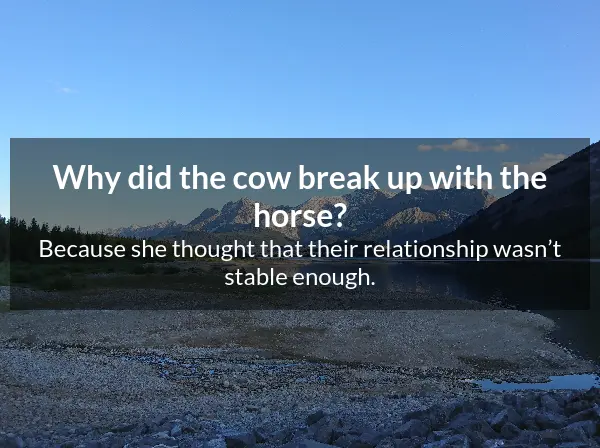 Why did the cow break up with the
horse?
Because she thought that their relationship wasn’t
stable enough.